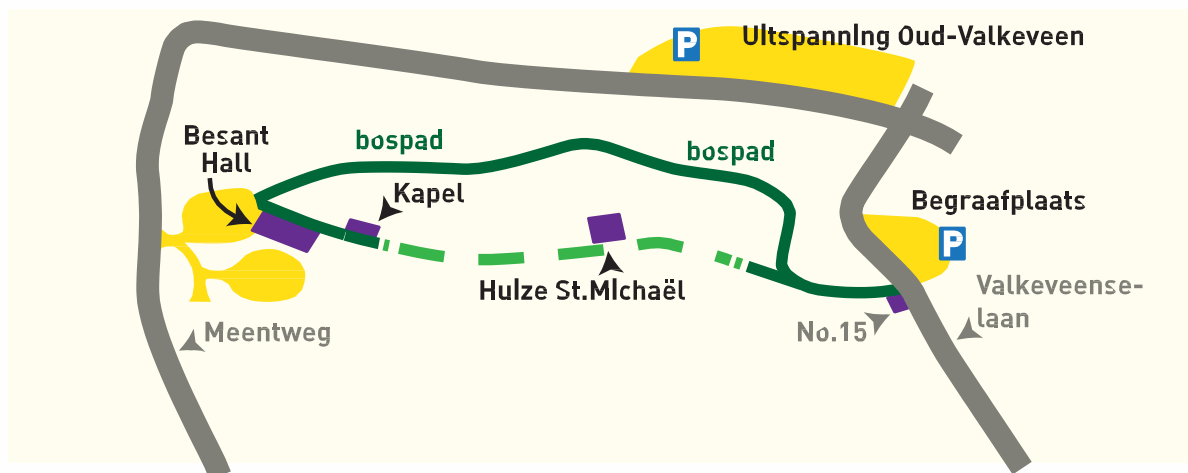 P
Uitspanning Oud-Valkeveen
Besant
Hall
bospad
bospad
Kapel
Begraafplaats
P
Huize St.Michaël
Valkeveense-
laan
No.15
Meentweg